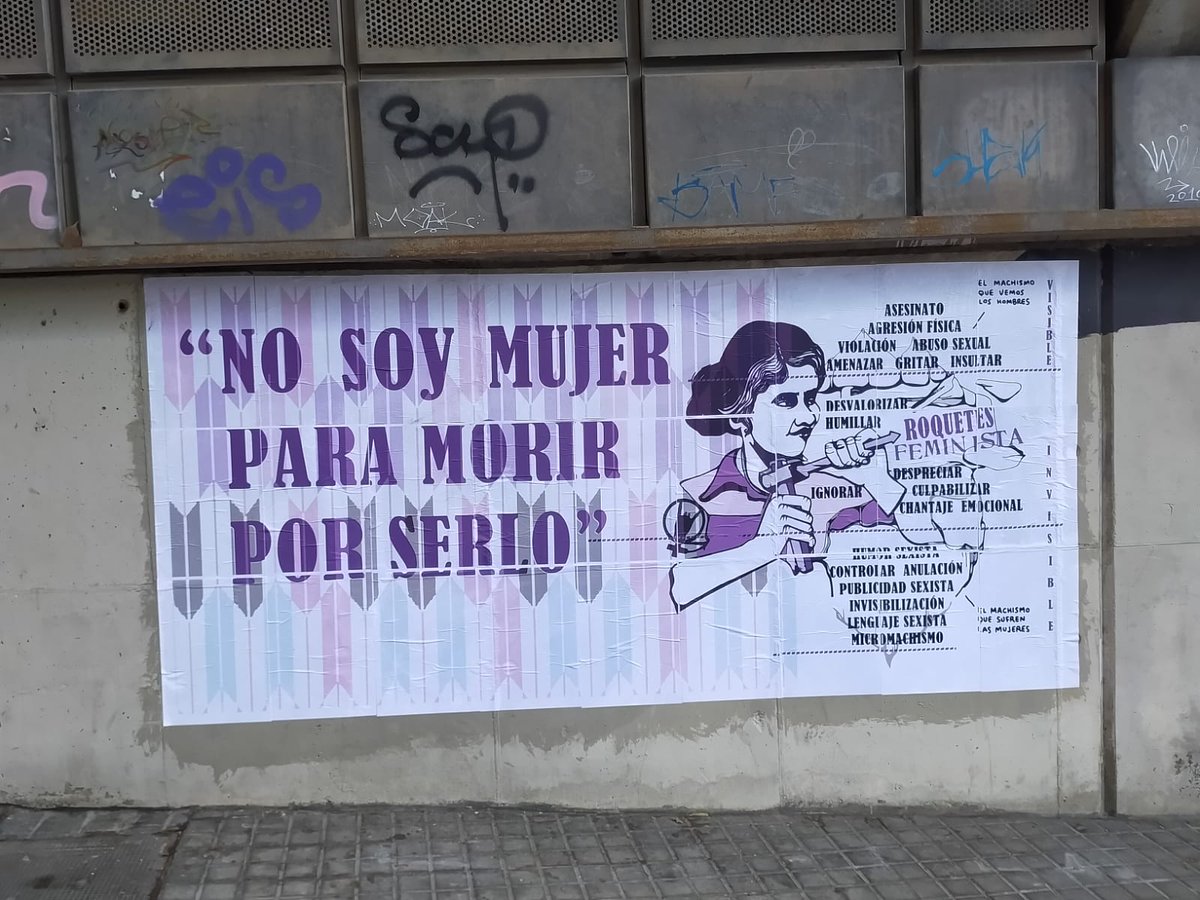 “NO SOY MUJER
PARA MORIR
POR SERLO”
EL MACHISMO
QUE VEMOS
LOS HOMBRES
VISIBLE
ASESINATO
AGRESIÓN FÍSICA
VIOLACIÓN ABUSO SEXUAL
AMENAZAR GRITAR INSULTAR
DESVALORIZAR
HUMILLAR
ROQUETES
FEMINISTA
DESPRECIAR
IGNORAR
CULPABILIZAR
CHANTAJE EMOCIONAL
INVISIBLE
HUMOR SEXISTA
CONTROLAR ANULACIÓN
PUBLICIDAD SEXISTA
INVISIBILIZACIÓN
LENGUAJE SEXISTA
MICROMACHISMO
EL MACHISMO
QUE SUFREN
LAS MUJERES